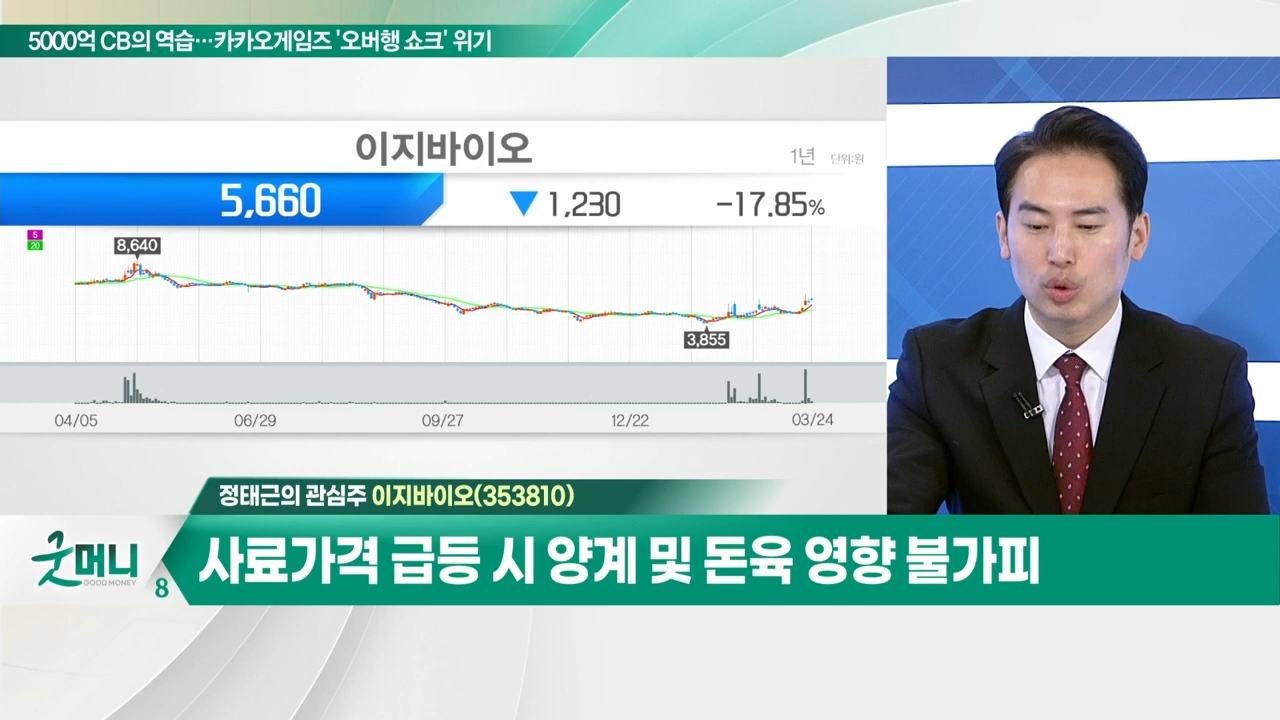 5000억 CB의 역습…카카오게임즈 '오버행 쇼크' 위기
이지바이오
1년 단위:원
5,660 ▼ 1,230 -17.85%
5
20
8,640
3,855
04/05 06/29 09/27 12/22 03/24
정태근의 관심주 이지바이오(353810)
굿머니
GOOD MONEY
8
사료가격 급등 시 양계 및 돈육 영향 불가피